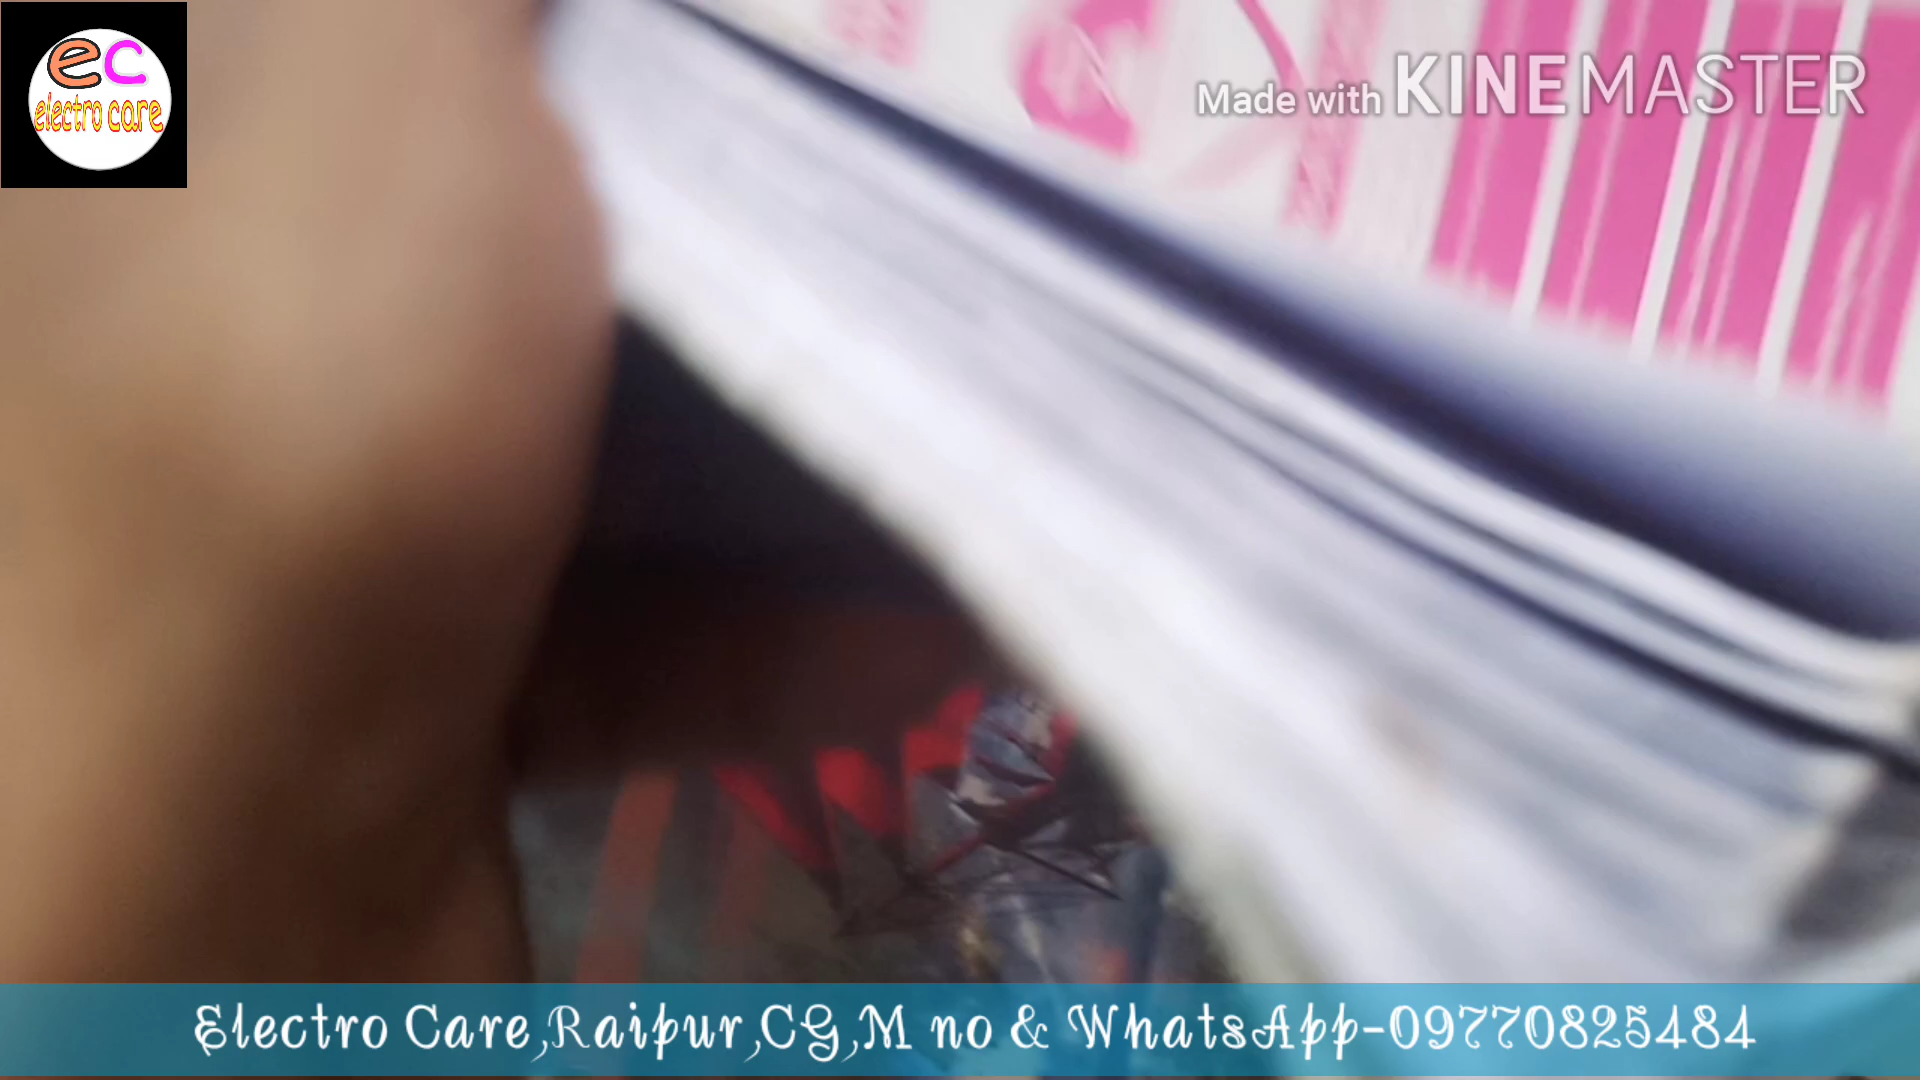 ec
electro care
Made with KINEMASTER
Electro Care,Raipur,CG,M no & WhatsApp-09770825484